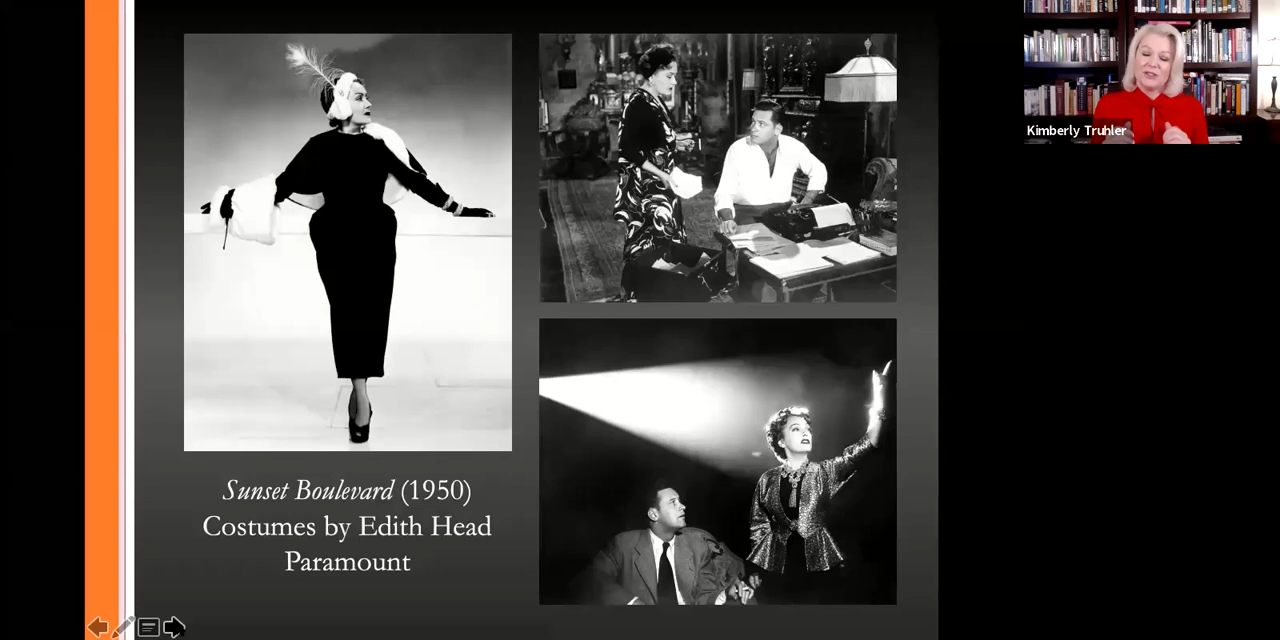 Kimberly Truhler
Sunset Boulevard (1950)
Costumes by Edith Head
Paramount